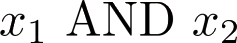 x₁ AND x₂